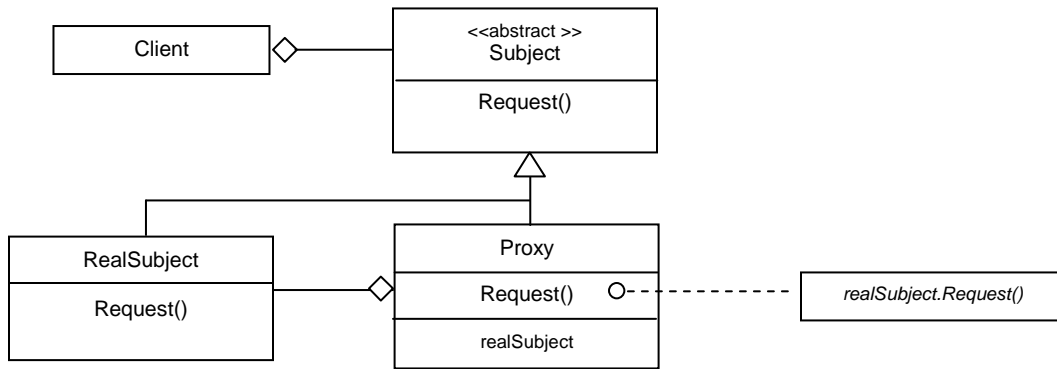 Client
<<abstract >>
Subject
Request()
RealSubject
Request()
Proxy
Request()
realSubject
realSubject.Request()